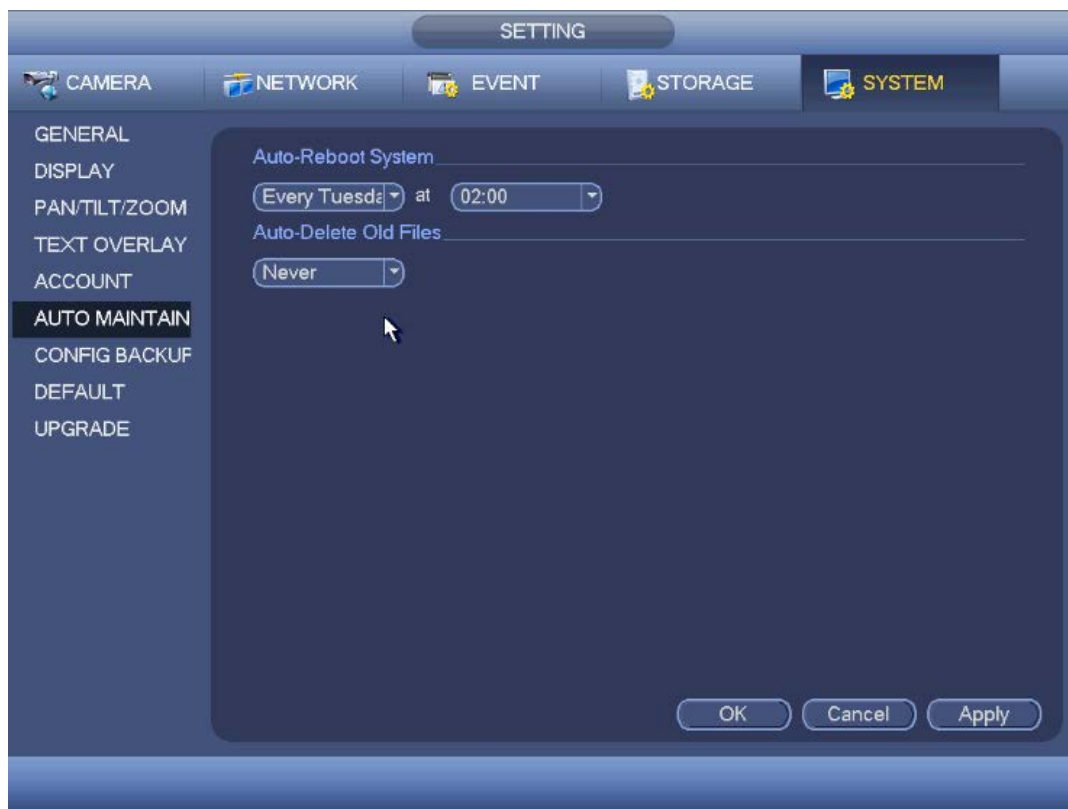 SETTING
CAMERA NETWORK EVENT STORAGE SYSTEM
GENERAL
DISPLAY
PAN/TILT/ZOOM
TEXT OVERLAY
ACCOUNT
AUTO MAINTAIN
CONFIG BACKUP
DEFAULT
UPGRADE
Auto-Reboot System
Every Tuesda at 02:00
Auto-Delete Old Files
Never
OK Cancel Apply